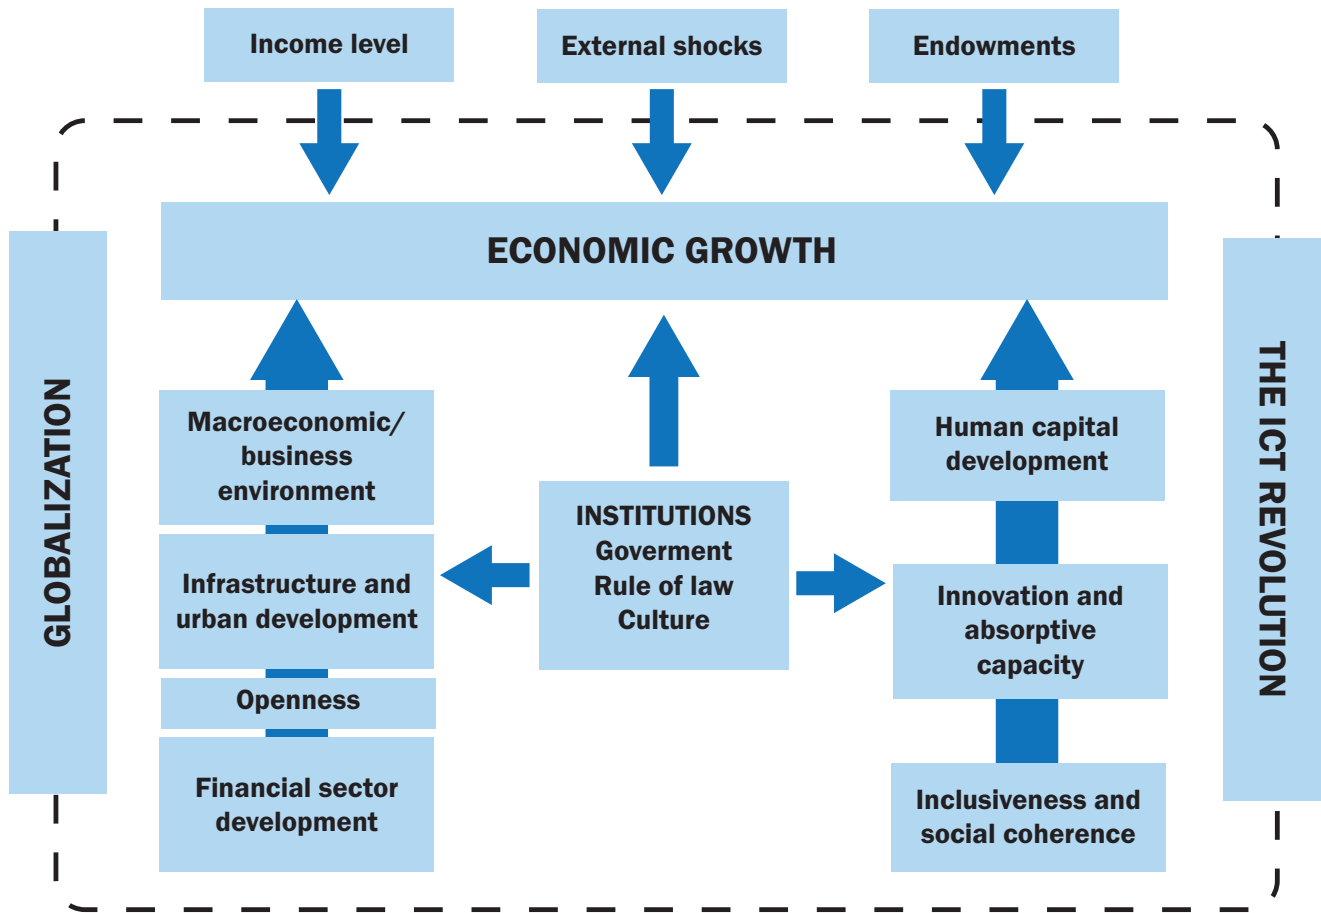 Income level
External shocks
Endowments
ECONOMIC GROWTH
GLOBALIZATION
Macroeconomic/
business
environment
Infrastructure and
urban development
Openness
Financial sector
development
INSTITUTIONS
Goverment
Rule of law
Culture
Human capital
development
Innovation and
absorptive
capacity
Inclusiveness and
social coherence
THE ICT REVOLUTION